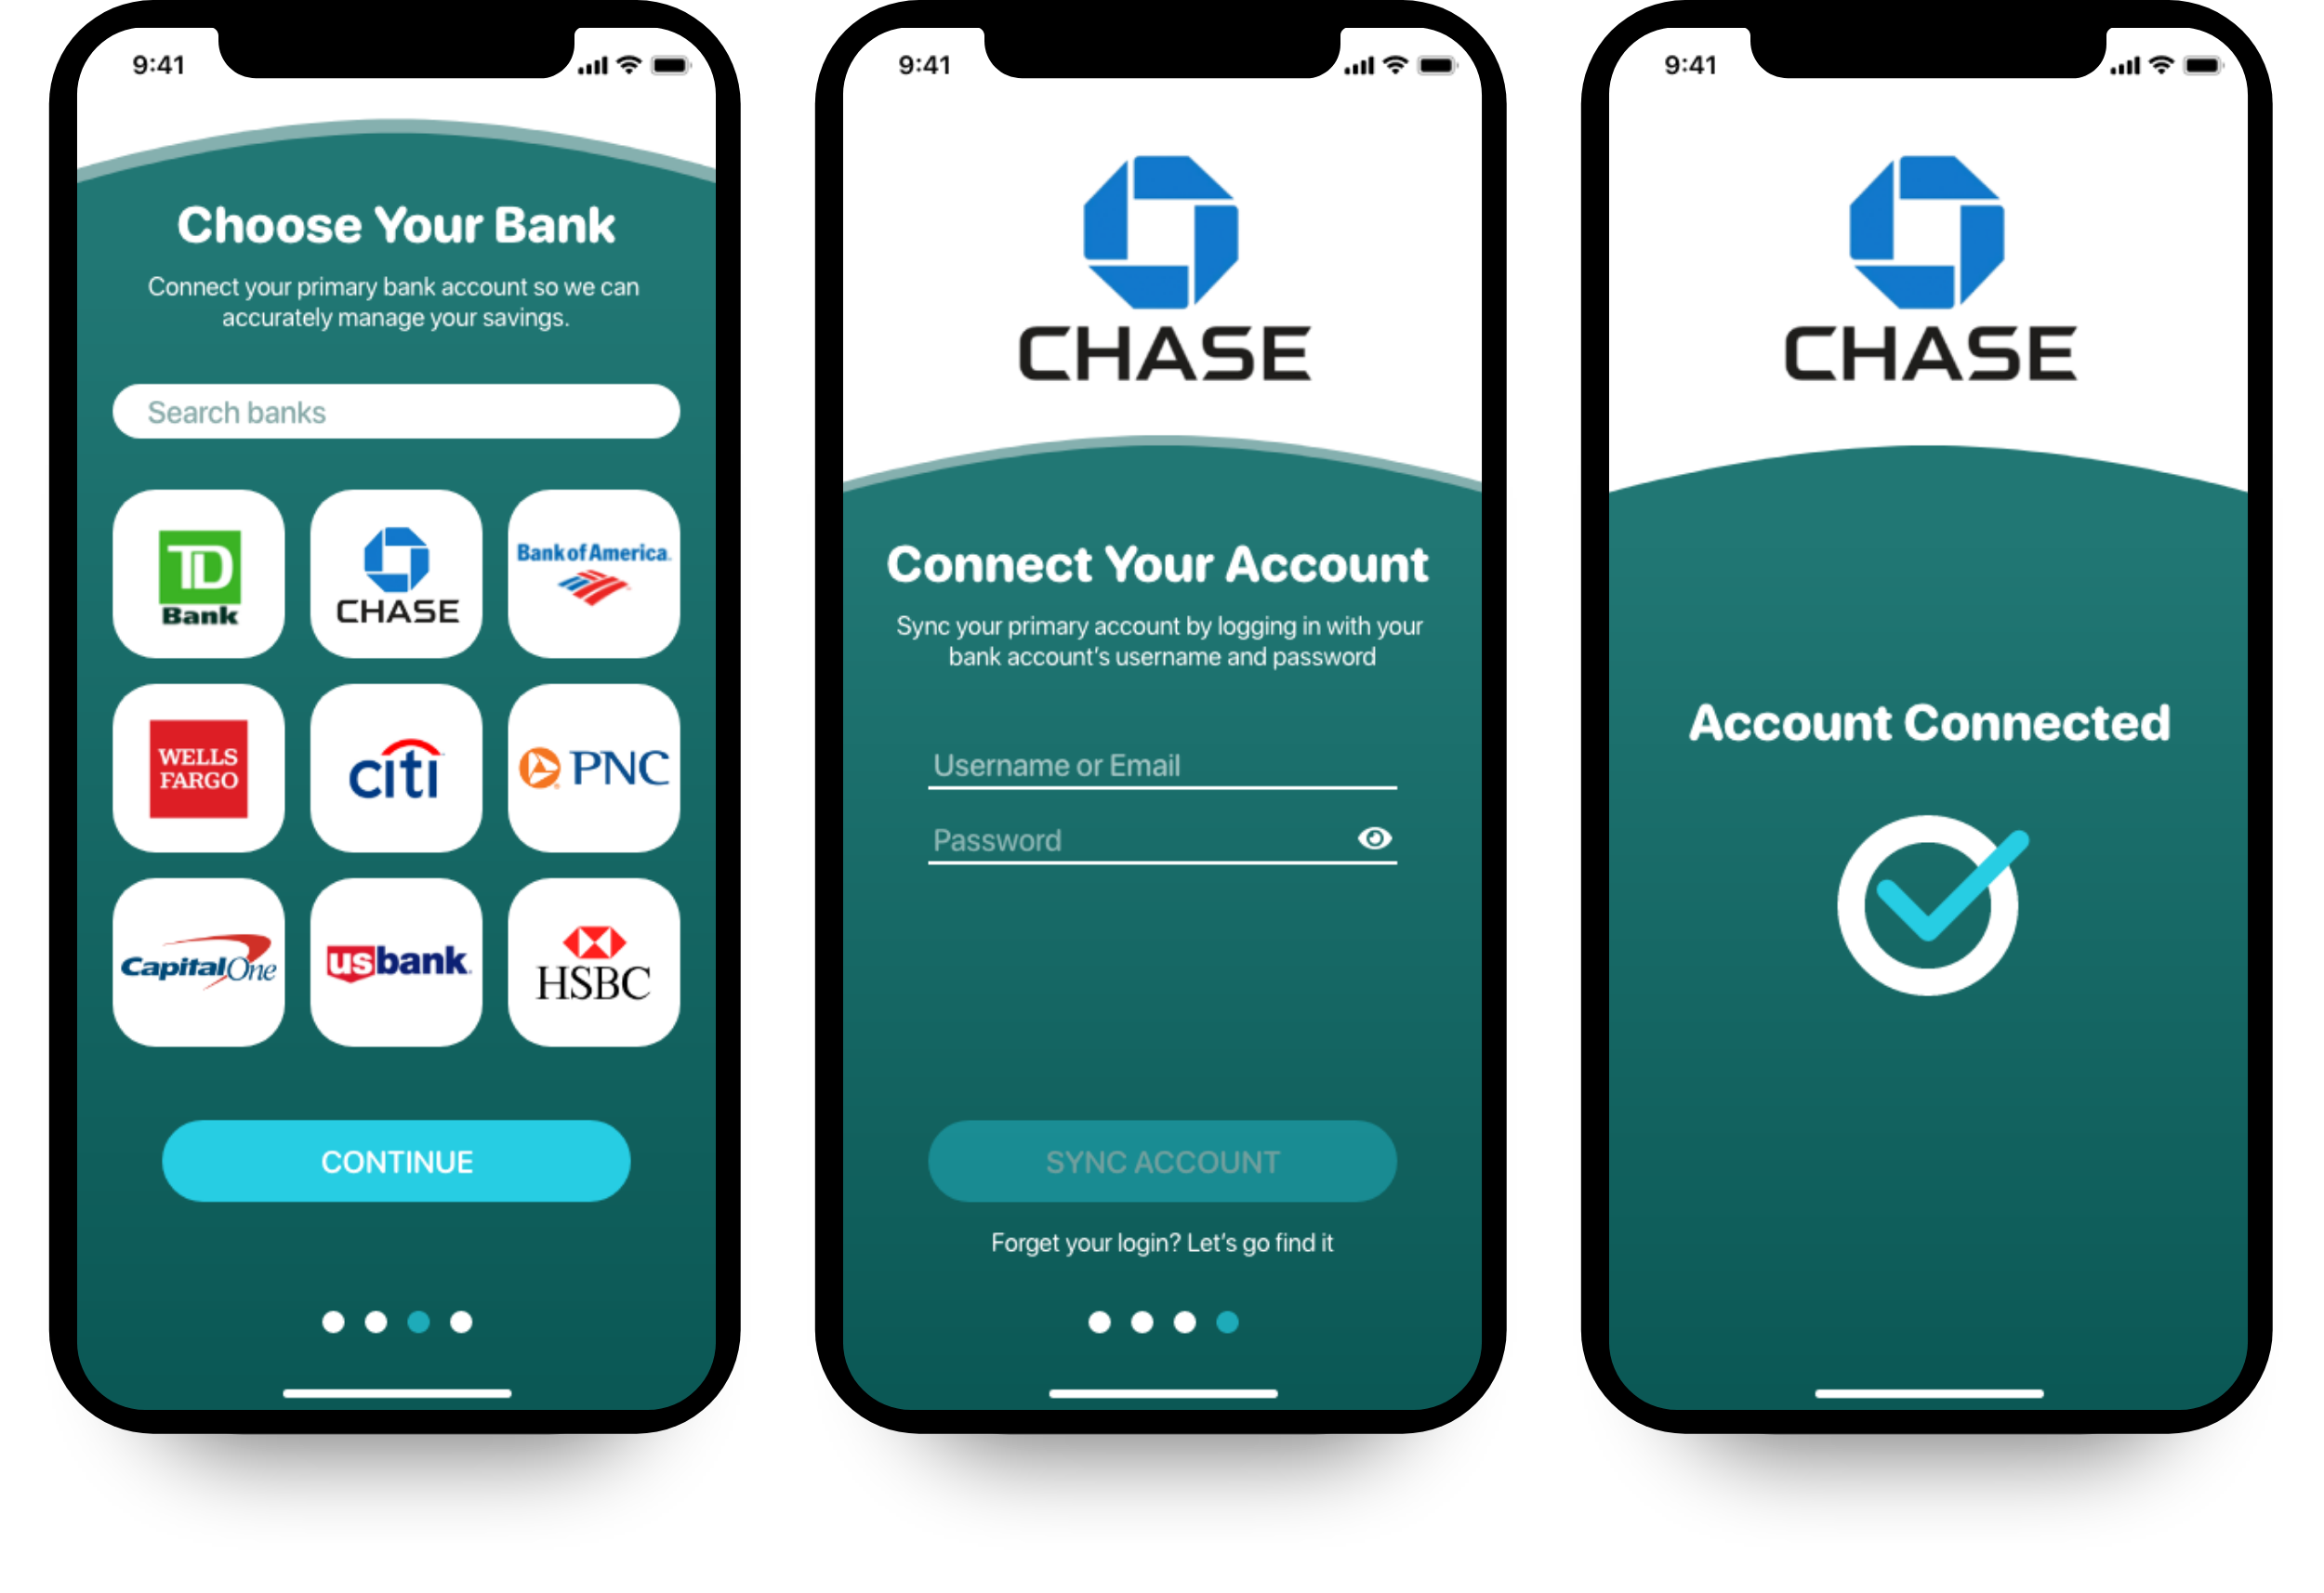 9:41
Choose Your Bank
Connect your primary bank account so we can
accurately manage your savings.
Search banks
TD
Bank
CHASE
Bank of America
WELLS
FARGO
citi
PNC
Capital One
usbank
HSBC
CONTINUE
9:41
CHASE
Connect Your Account
Sync your primary account by logging in with your
bank account's username and password
Username or Email
Password
SYNC ACCOUNT
Forget your login? Let's go find it
9:41
CHASE
Account Connected